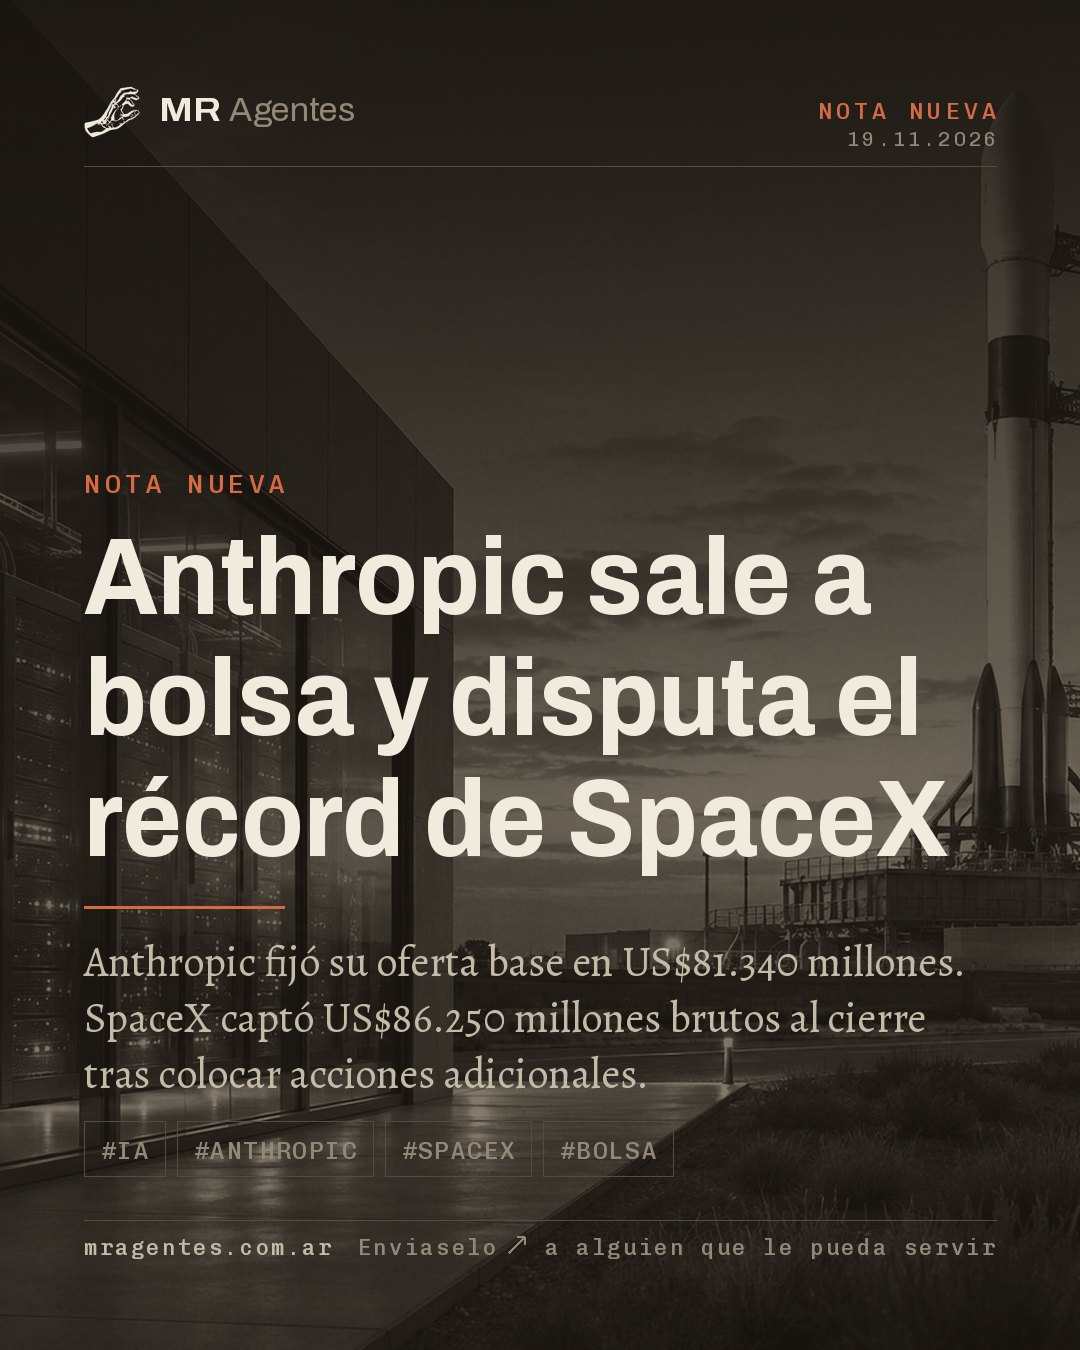 MR Agentes
NOTA NUEVA
19.11.2026
NOTA NUEVA
Anthropic sale a
bolsa y disputa el
récord de SpaceX
Anthropic fijó su oferta base en US$81.340 millones.
SpaceX captó US$86.250 millones brutos al cierre
tras colocar acciones adicionales.
#IA #ANTHROPIC #SPACEX #BOLSA
mragentes.com.ar Enviaselo ↗ a alguien que le pueda servir